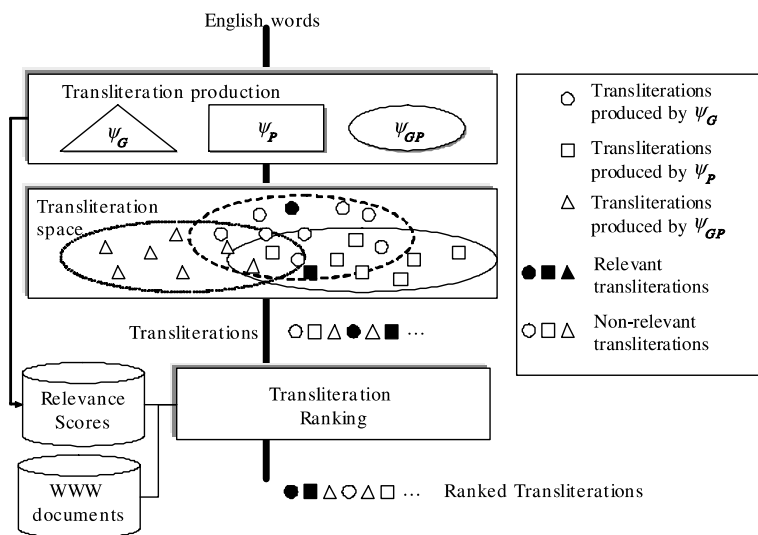 English words
Transliteration production
ψG
ψP
ψGP
Transliteration
space
Transliterations
...
Relevance
Scores
Transliteration
Ranking
WWW
documents
... Ranked Transliterations
Transliterations
produced by ψG
Transliterations
produced by ψP
Transliterations
produced by ψGP
Relevant
transliterations
Non-relevant
transliterations